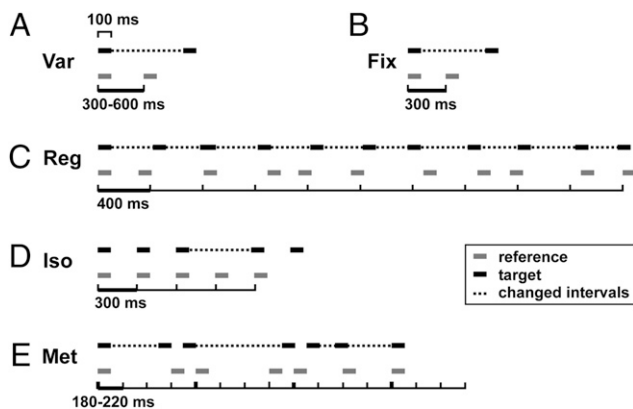 A
100 ms
Var
300-600 ms
B
Fix
300 ms
C
Reg
400 ms
D
Iso
300 ms
reference
target
changed intervals
E
Met
180-220 ms